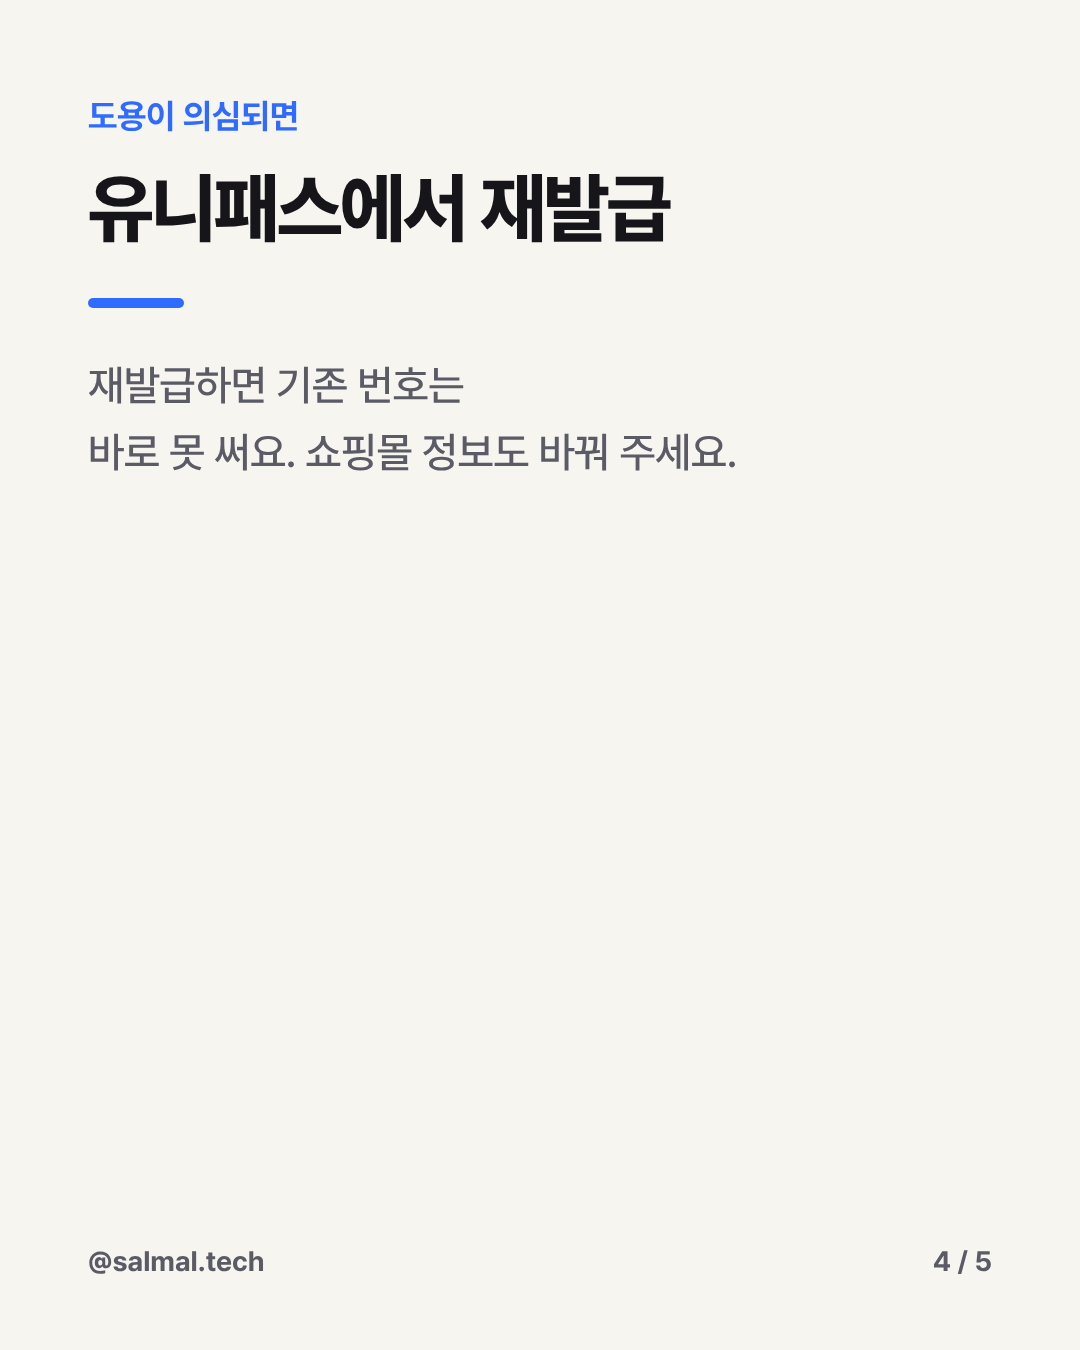 도용이 의심되면
유니패스에서 재발급
재발급하면 기존 번호는
바로 못 써요. 쇼핑몰 정보도 바꿔 주세요.
@salmal.tech
4 / 5